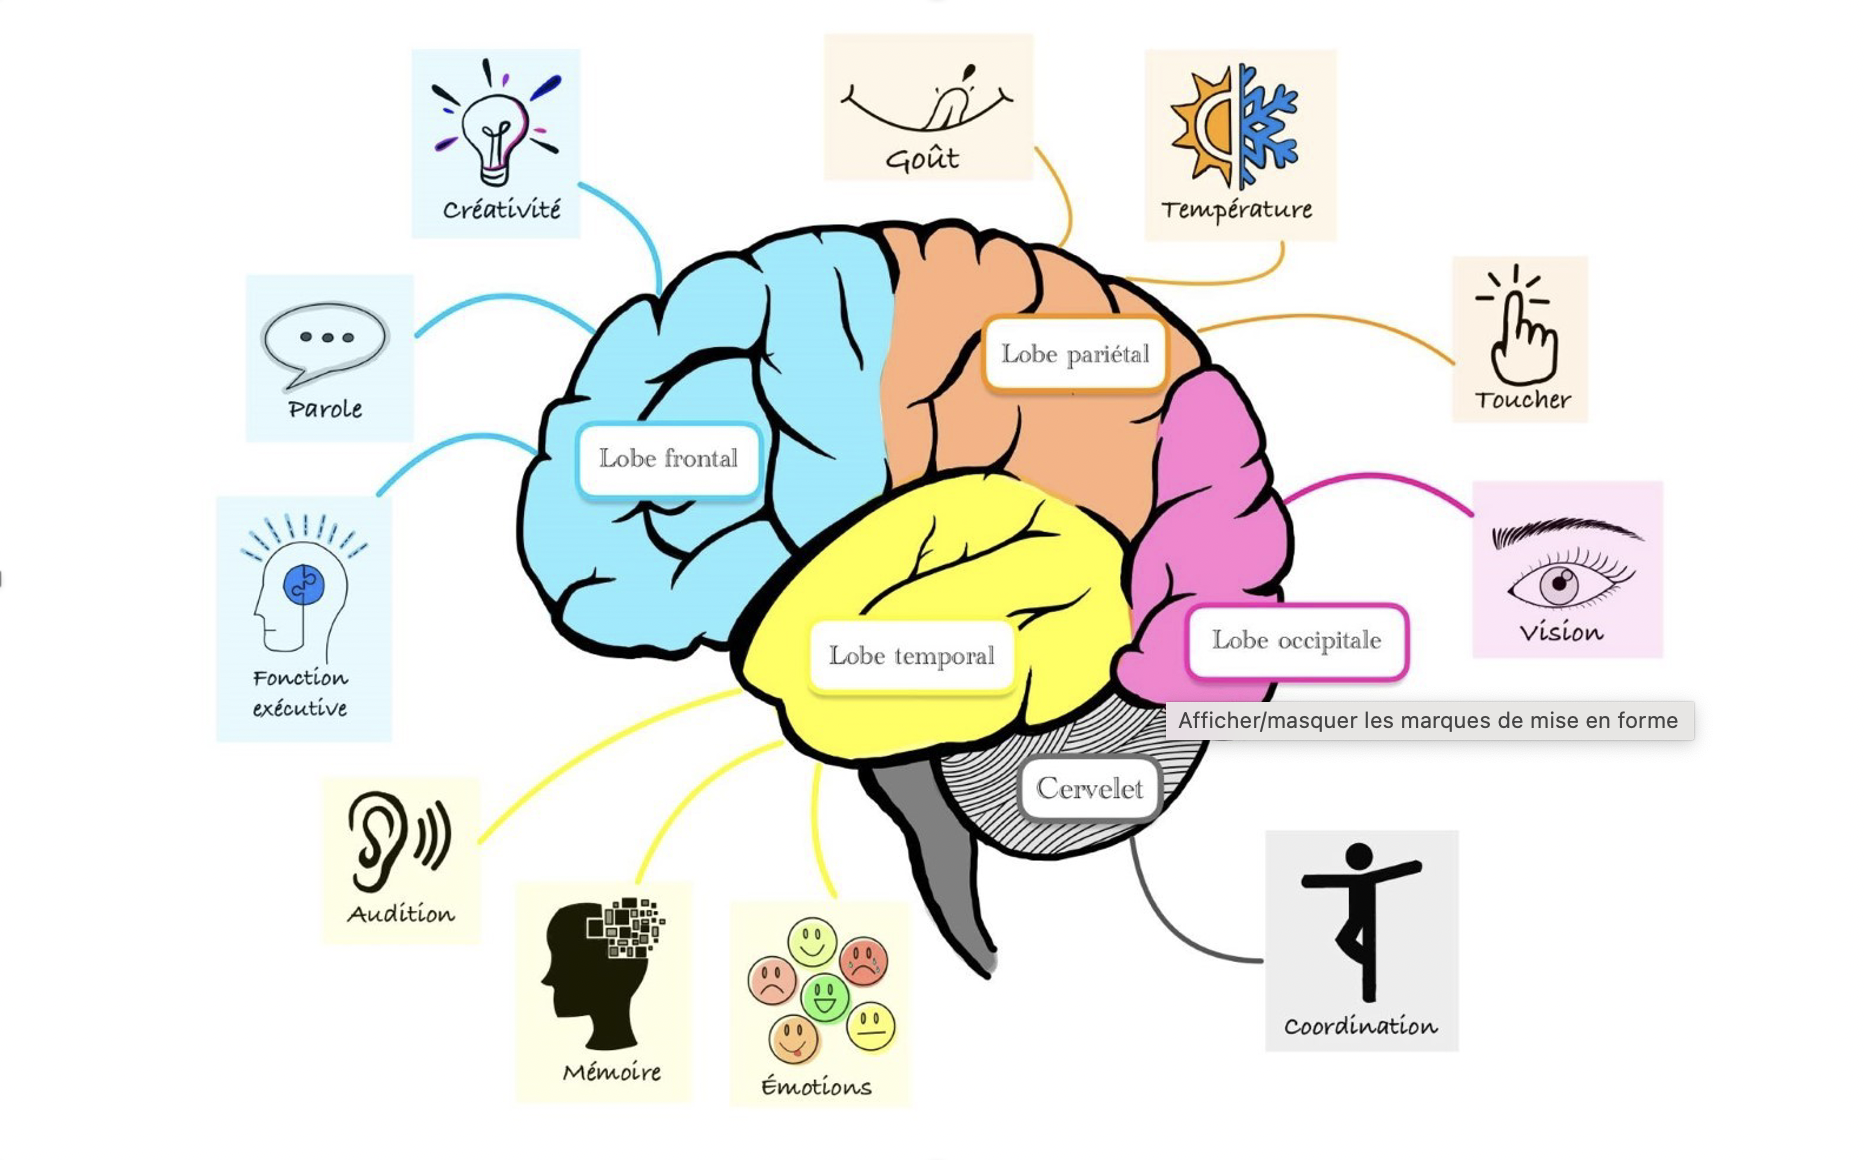 Créativité
Goût
Température
Parole
Lobe pariétal
Toucher
Lobe frontal
Fonction
exécutive
Lobe temporal
Lobe occipitale
Vision
Afficher/masquer les marques de mise en forme
Cervelet
Audition
Mémoire
Émotions
Coordination